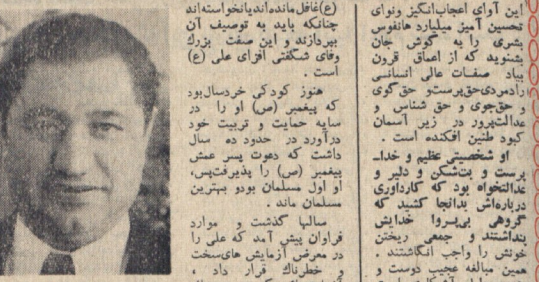 این آوای اعجاب‌انگیز و نوای
تحسین آمیز میلیارد هانفوس
بشری را به گوش جان
بشنوید که از اعماق قرون
بیاد صفات عالی انسانی
رادمردی حق‌پرست و حق گوی
و حق‌جوی و حق شناس و
عدالت‌پرور در زیر آسمان
کبود طنین افکنده است .
او شخصیتی عظیم و خدا-
پرست و بت‌شکن و دلیر و
عدالتخواه بود که کارداوری
درباره‌اش بدانجا کشید که
گروهی بی‌پروا خدایش
پنداشتند و جمعی ریختن
خونش را واجب انگاشتند .
همین مبالغه عجیب دوست و
(ع) غافل مانده‌اند یا نخواسته‌اند
چنانکه باید به توصیف آن
بپردازند و این صفت بزرگ
وفای شگفتی افزای علی (ع)
است .
هنوز کودکی خردسال بود
که پیغمبر (ص) او را در
سایه حمایت و تربیت خود
درآورد در حدود ده سال
داشت که دعوت پسر عمش
پیغمبر (ص) را پذیرفت پس،
او اول مسلمان بود و بهترین
مسلمان ماند .
سالها گذشت و موارد
فراوان پیش آمد که علی را
در معرض آزمایش های سخت
و خطرناک قرار داد ،